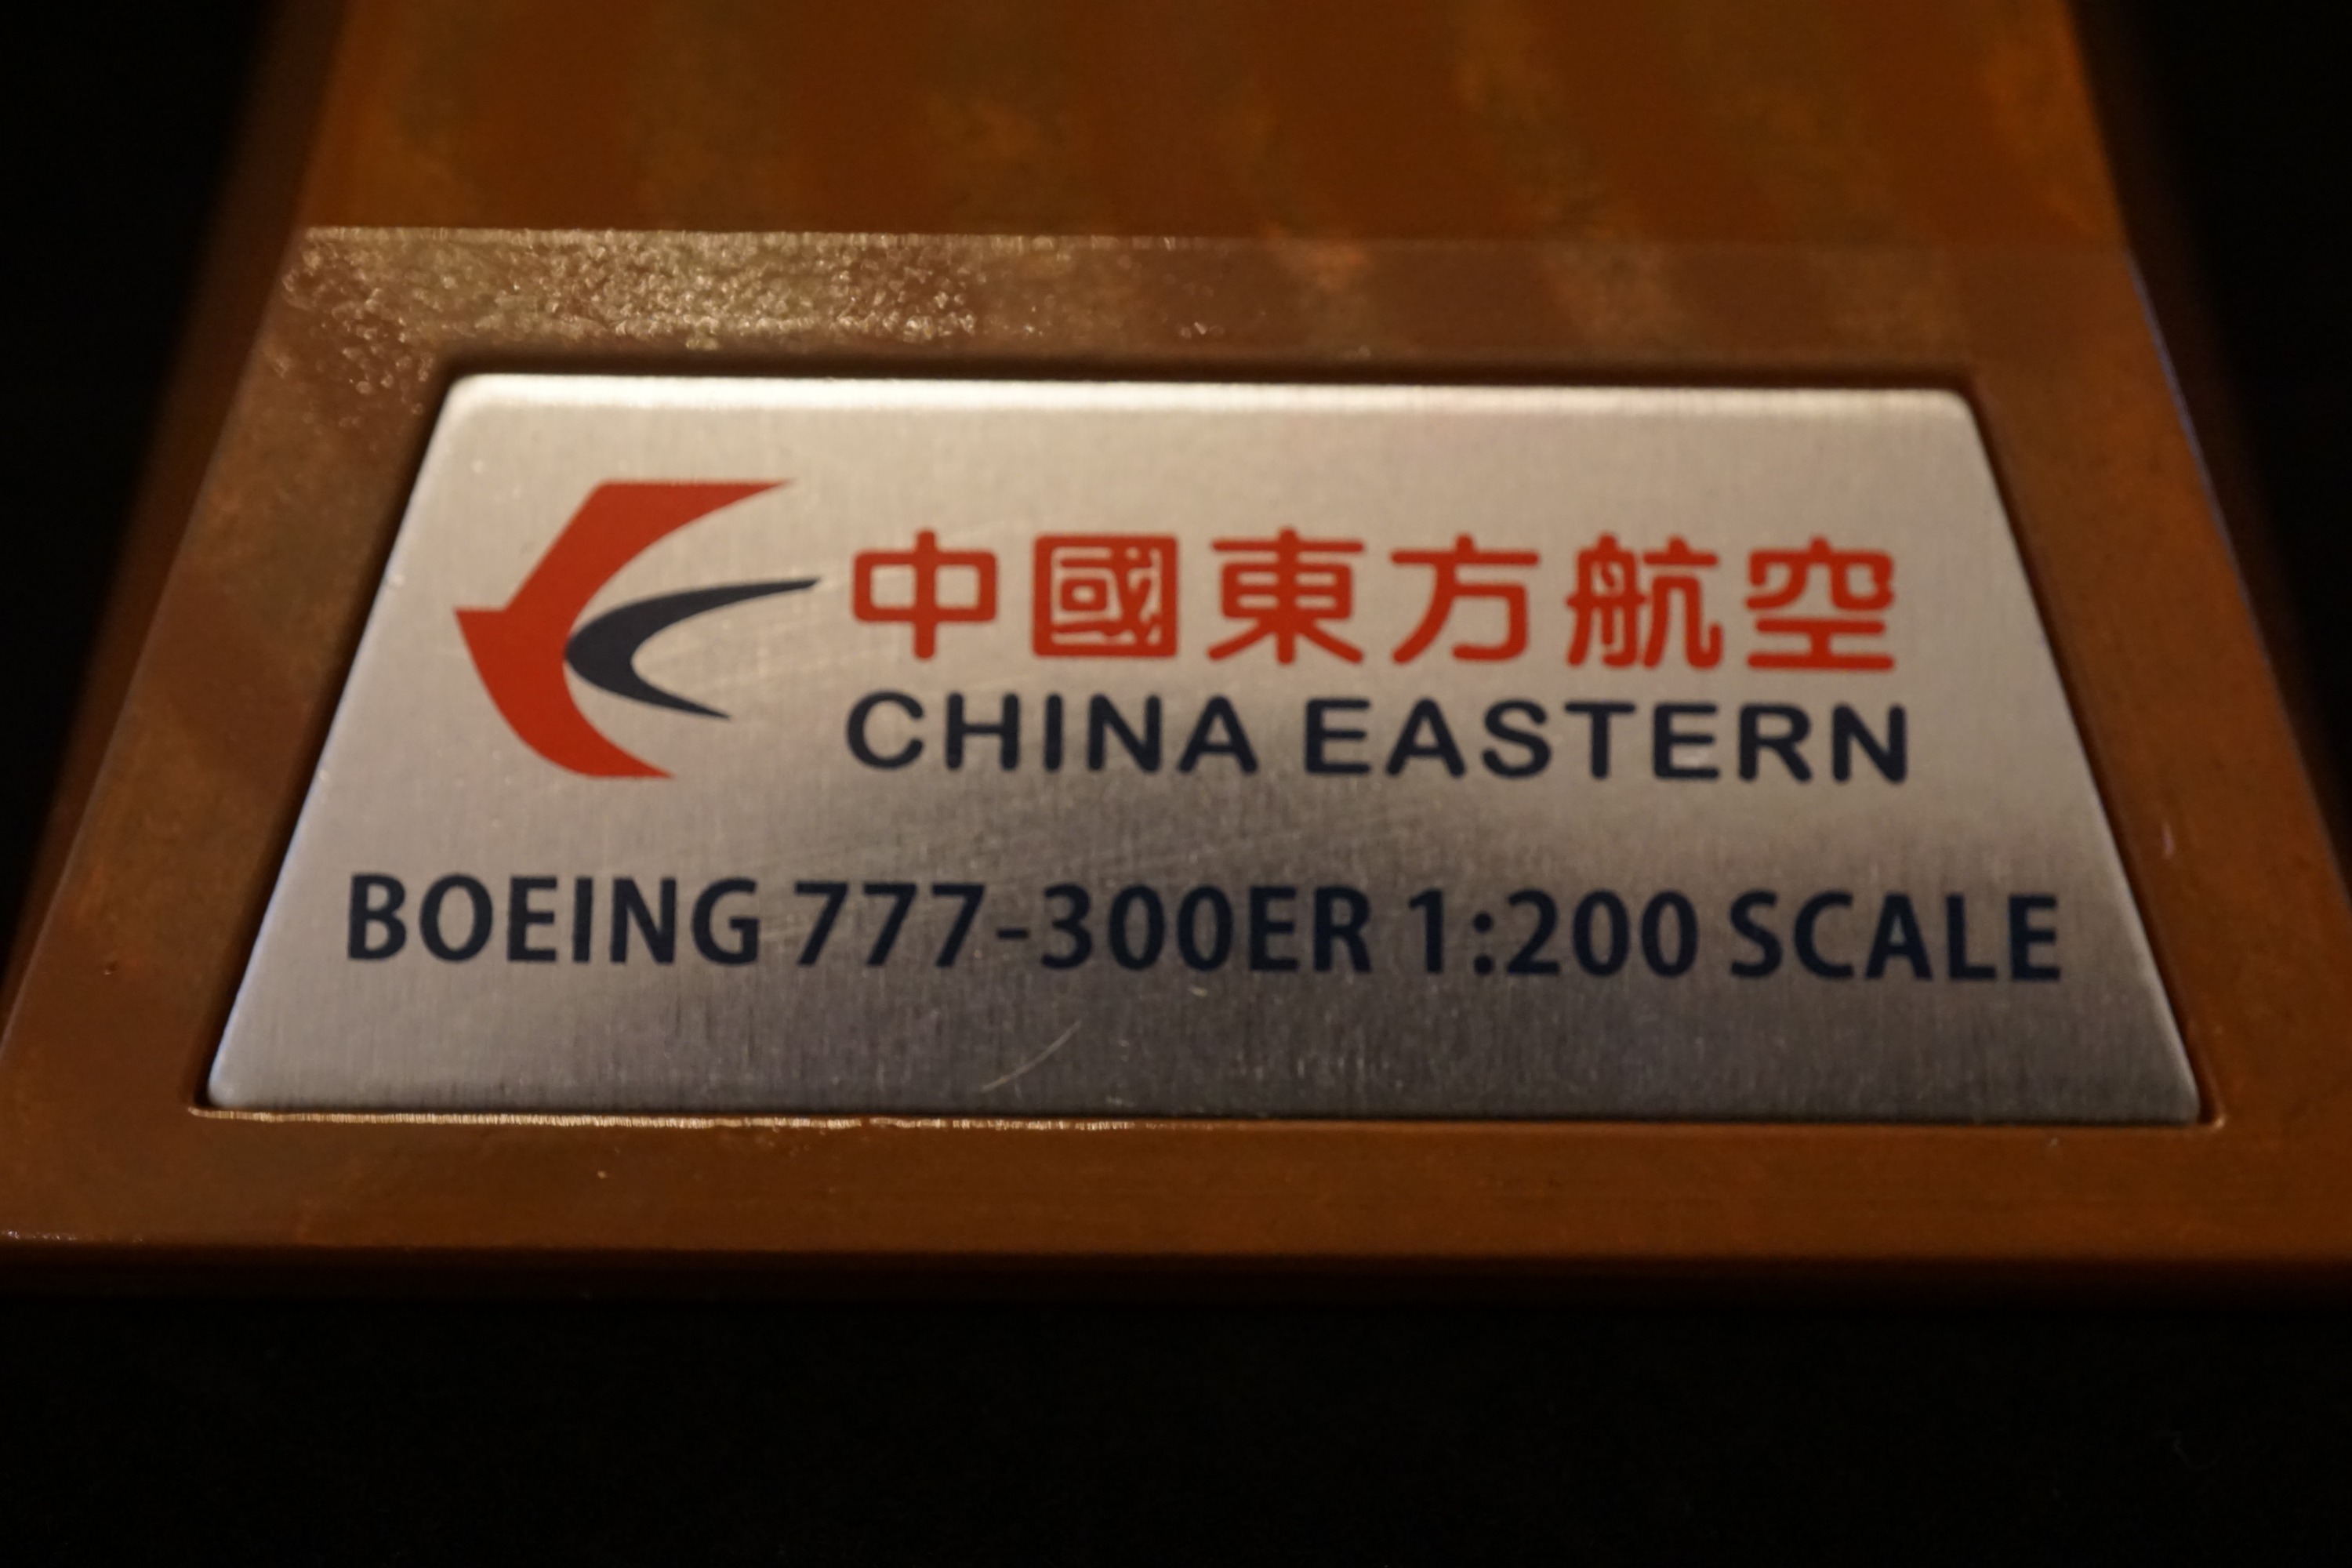 中國東方航空
CHINA EASTERN
BOEING 777-300ER 1:200 SCALE